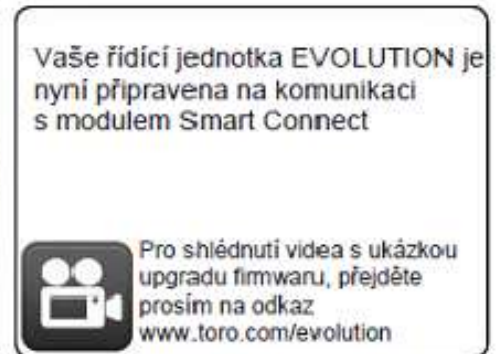 Vaše řídící jednotka EVOLUTION je
nyní připravena na komunikaci
s modulem Smart Connect
Pro shlédnutí videa s ukázkou
upgradu firmwaru, přejděte
prosím na odkaz
www.toro.com/evolution